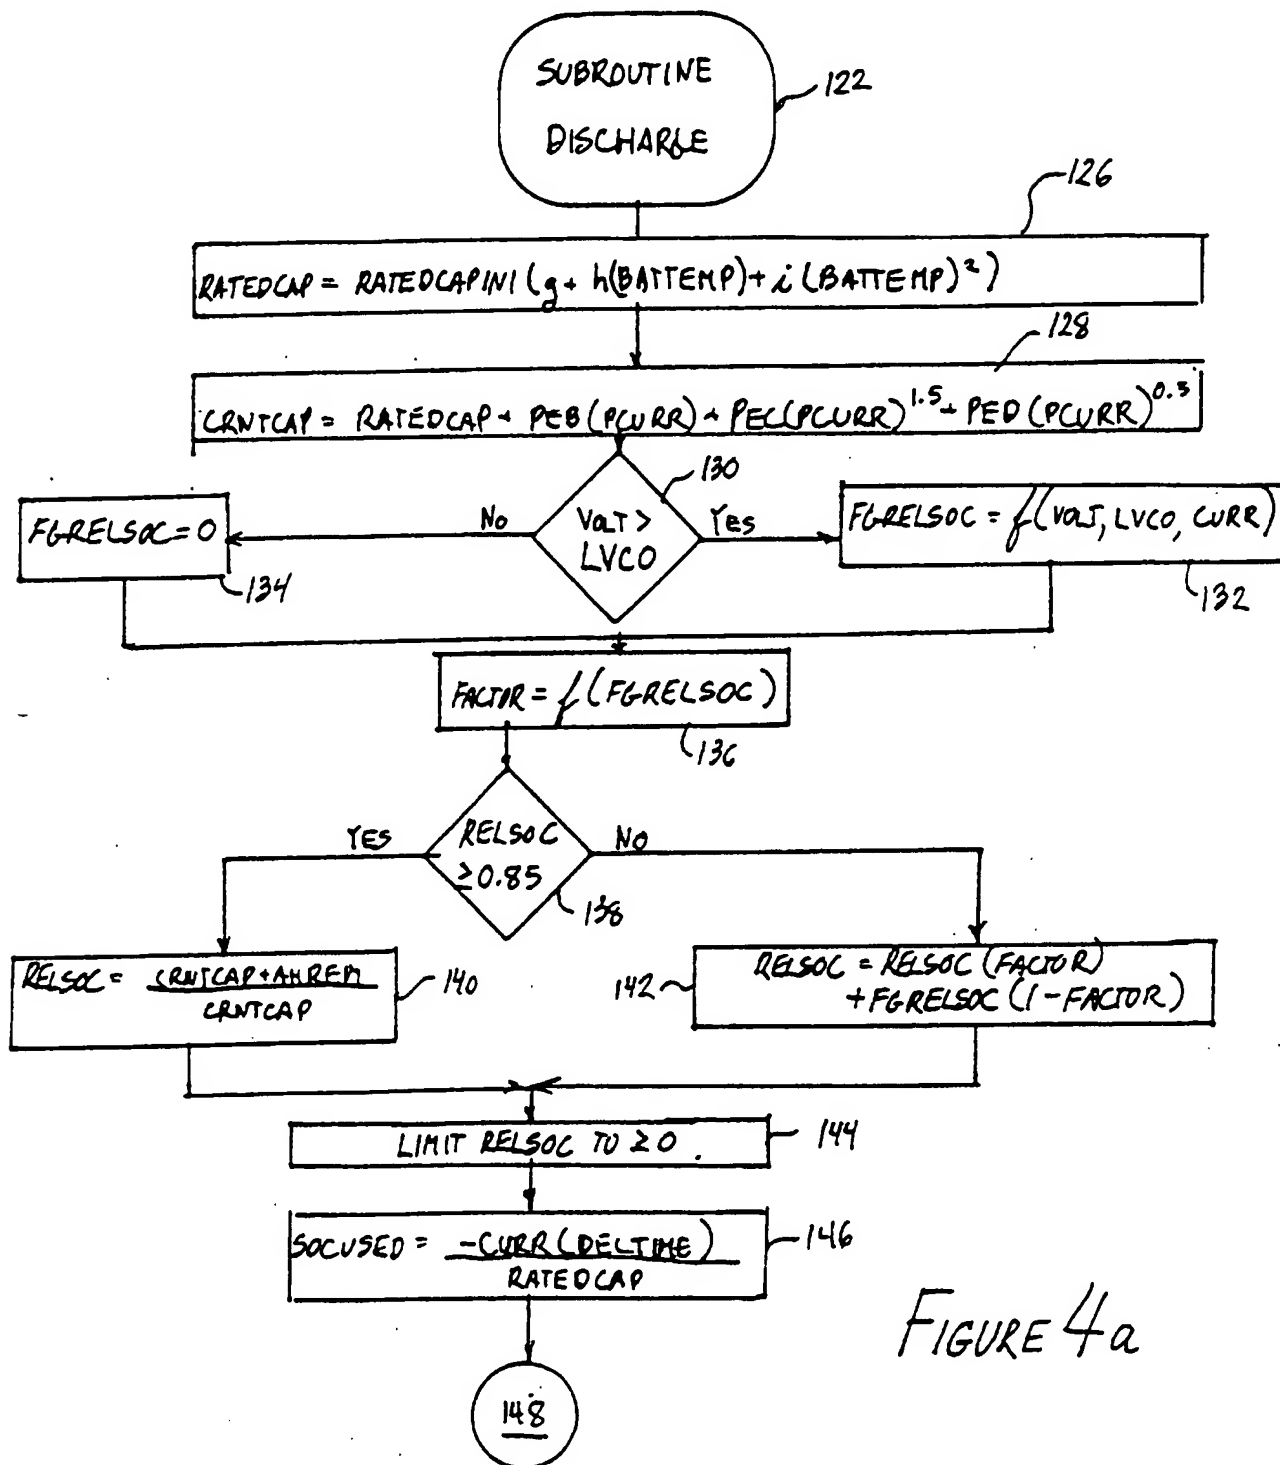 SUBROUTINE
DISCHARGE
122
126
RATEDCAP = RATEDCAPINI (g + h(BATTEMP) + i (BATTEMP)²)
128
CRNTCAP = RATEDCAP + PEB (PCURR) + PEC(PCURR)^1.5 + PED (PCURR)^0.5
130
FGRELSOC = 0
No
VOLT >
LVCO
Yes
FGRELSOC = f(VOLT, LVCO, CURR)
134
132
FACTOR = f (FGRELSOC)
136
YES
RELSOC
≥0.85
NO
138
RELSOC = CRNTCAP + AHREM
CRNTCAP
140
142
RELSOC = RELSOC (FACTOR)
+ FGRELSOC (1 - FACTOR)
LIMIT RELSOC TO ≥ 0.
144
SOCUSED = -CURR (DELTIME)
RATEDCAP
146
FIGURE 4a
148